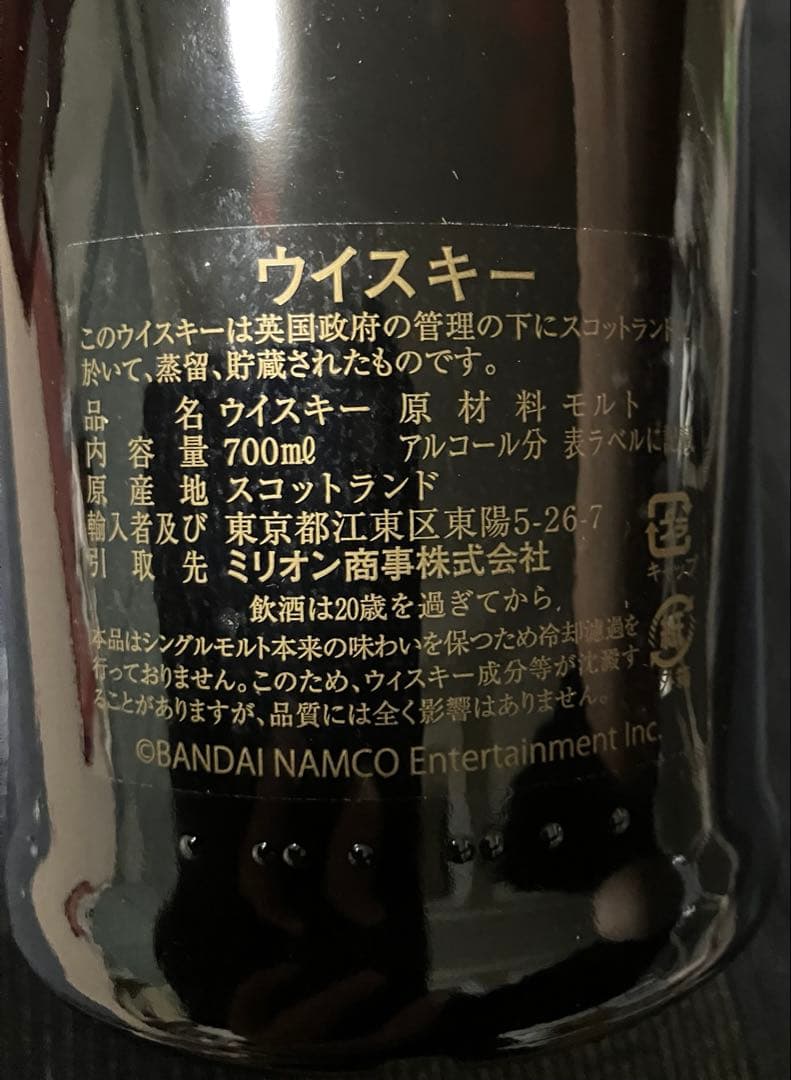 ウイスキー
このウイスキーは英国政府の管理の下にスコットランド
於いて、蒸留、貯蔵されたものです。
品名 ウイスキー 原材料 モルト
内容量 700mℓ アルコール分 表ラベルに記載
原産地 スコットランド
輸入者及び 東京都江東区東陽5-26-7
引取先 ミリオン商事株式会社
キャップ
飲酒は20歳を過ぎてから。
本品はシングルモルト本来の味わいを保つため冷却濾過を
行っておりません。このため、ウィスキー成分等が沈澱す
ることがありますが、品質には全く影響はありません。
紙
©BANDAI NAMCO Entertainment Inc.